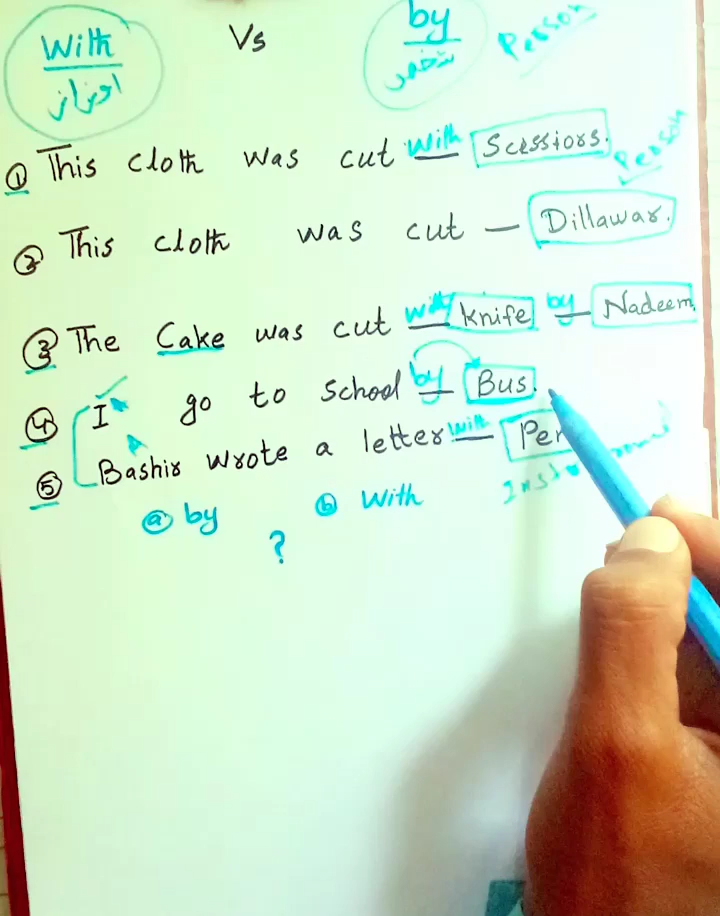 With Vs by Person
اوزار شخص
① This cloth was cut with Scissiors. Person
② This cloth was cut — Dillawar.
③ The Cake was cut with knife by Nadeem.
④ I go to school by Bus.
⑤ Bashir wrote a letter with Pen
ⓐ by ⓑ With
?